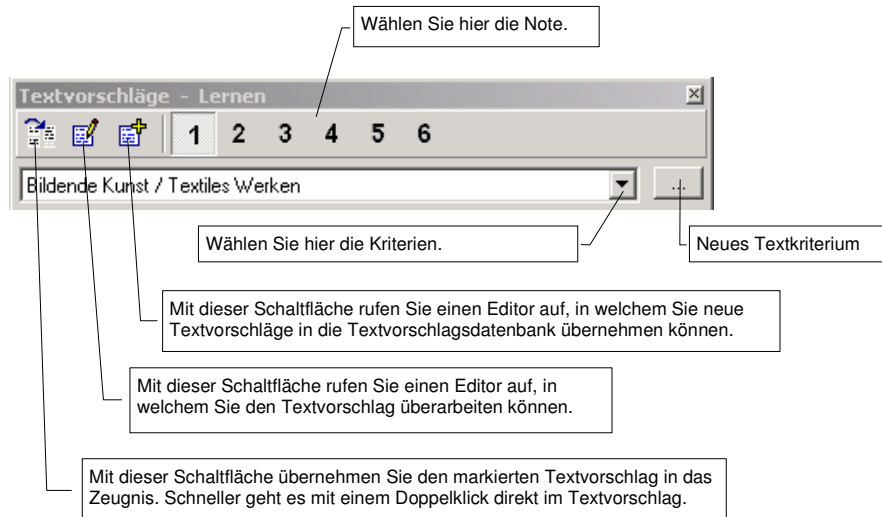 Wählen Sie hier die Note.
Textvorschläge - Lernen
1 2 3 4 5 6
Bildende Kunst / Textiles Werken
...
Wählen Sie hier die Kriterien.
Neues Textkriterium
Mit dieser Schaltfläche rufen Sie einen Editor auf, in welchem Sie neue
Textvorschläge in die Textvorschlagsdatenbank übernehmen können.
Mit dieser Schaltfläche rufen Sie einen Editor auf, in
welchem Sie den Textvorschlag überarbeiten können.
Mit dieser Schaltfläche übernehmen Sie den markierten Textvorschlag in das
Zeugnis. Schneller geht es mit einem Doppelklick direkt im Textvorschlag.